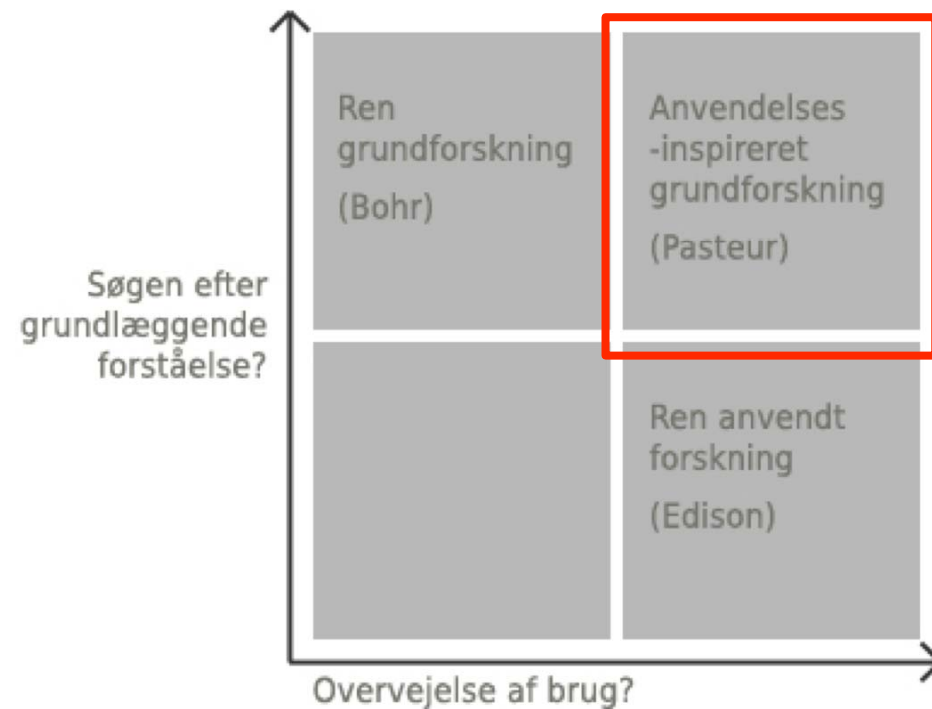 Ren
grundforskning
(Bohr)
Anvendelses
-inspireret
grundforskning
(Pasteur)
Søgen efter
grundlæggende
forståelse?
Ren anvendt
forskning
(Edison)
Overvejelse af brug?